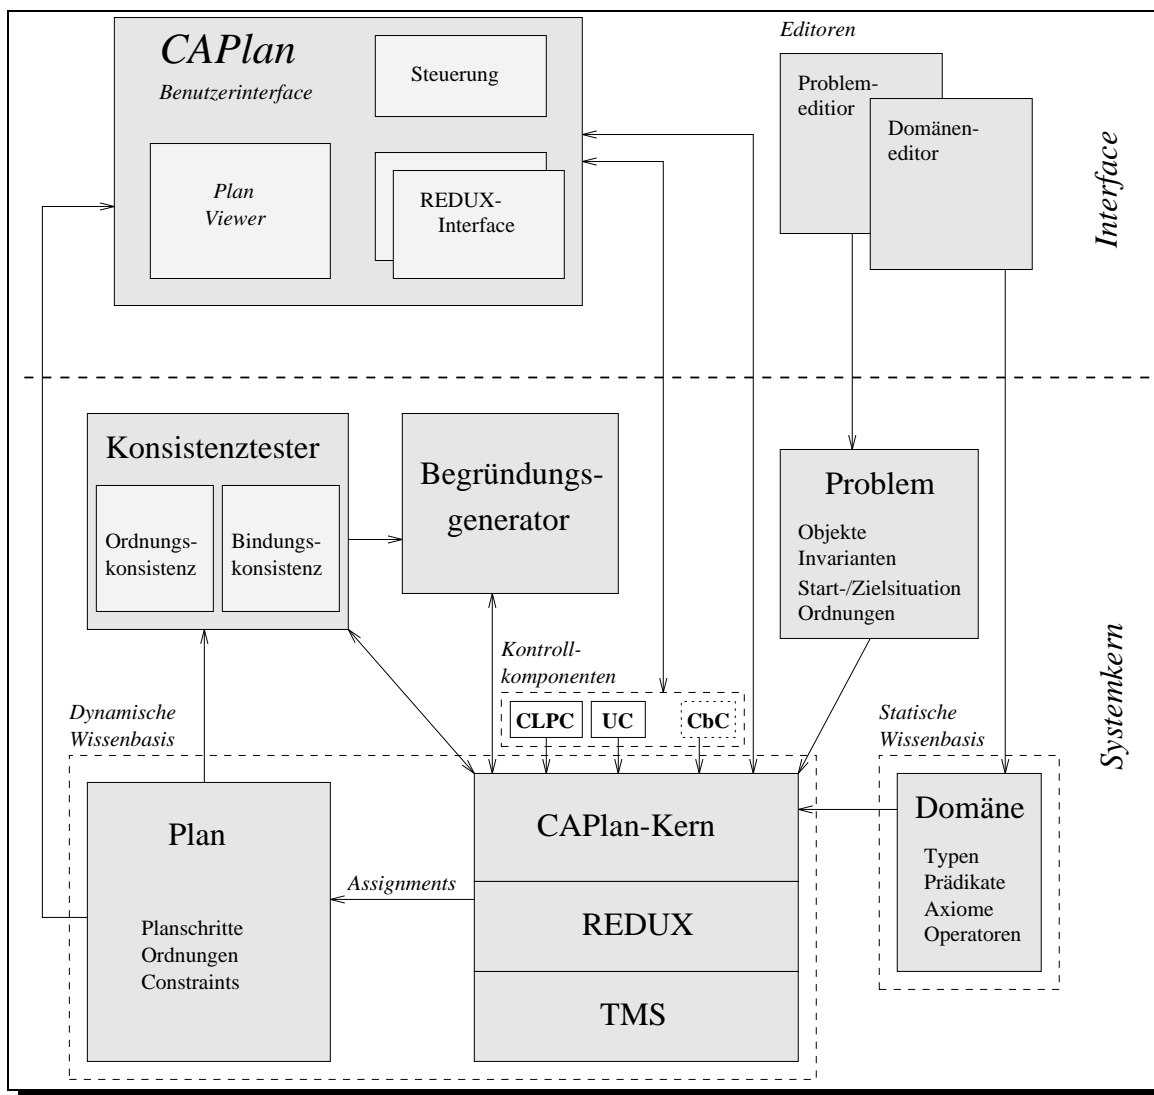 CAPlan
Benutzerinterface
Steuerung
Plan
Viewer
REDUX-
Interface
Editoren
Problem-
editior
Domänen-
editor
Interface
Konsistenztester
Ordnungs-
konsistenz
Bindungs-
konsistenz
Begründungs-
generator
Problem
Objekte
Invarianten
Start-/Zielsituation
Ordnungen
Kontroll-
komponenten
CLPC
UC
CbC
Dynamische
Wissenbasis
Statische
Wissenbasis
Systemkern
Plan
Planschritte
Ordnungen
Constraints
Assignments
CAPlan-Kern
REDUX
TMS
Domäne
Typen
Prädikate
Axiome
Operatoren